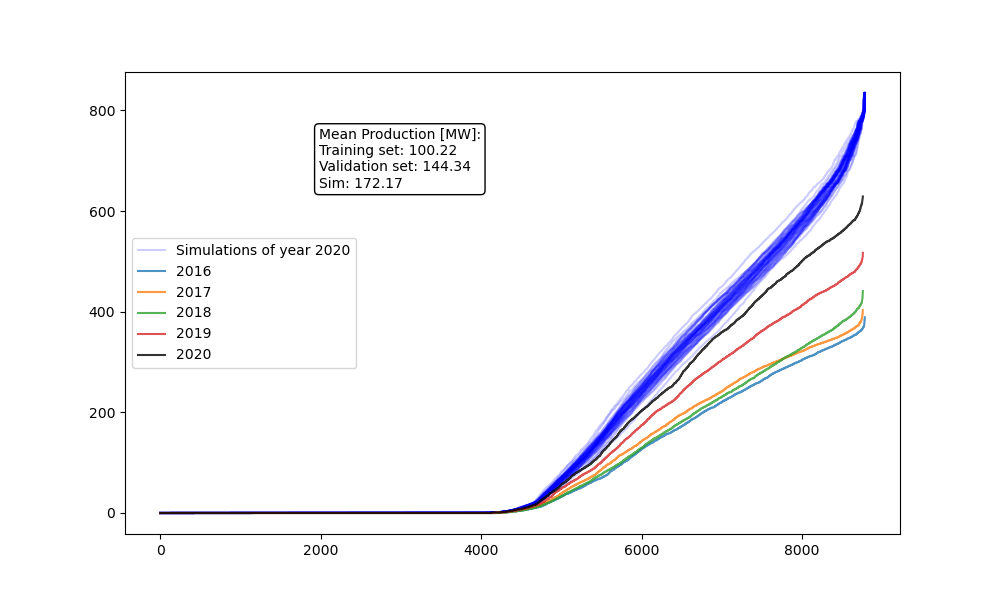 Mean Production [MW]:
Training set: 100.22
Validation set: 144.34
Sim: 172.17
Simulations of year 2020
2016
2017
2018
2019
2020
800
600
400
200
0
0 2000 4000 6000 8000